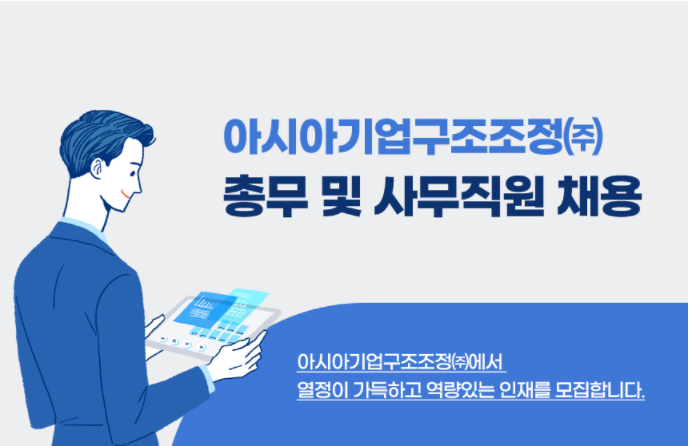 아시아기업구조조정㈜
총무 및 사무직원 채용
아시아기업구조조정㈜에서
열정이 가득하고 역량있는 인재를 모집합니다.